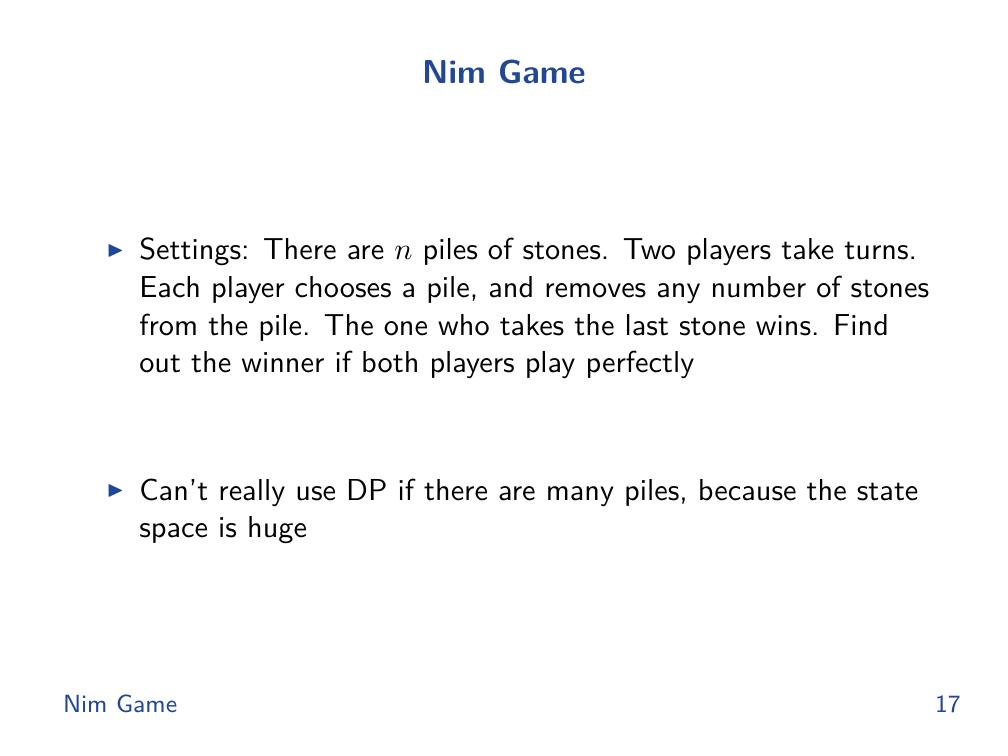 Nim Game
▶ Settings: There are n piles of stones. Two players take turns.
Each player chooses a pile, and removes any number of stones
from the pile. The one who takes the last stone wins. Find
out the winner if both players play perfectly
▶ Can't really use DP if there are many piles, because the state
space is huge
Nim Game 17